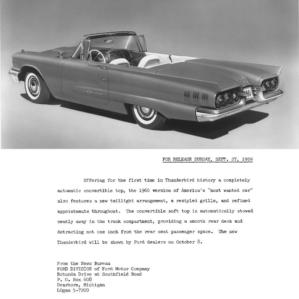 FOR RELEASE SUNDAY, SEPT. 27, 1959
Offering for the first time in Thunderbird history a completely
automatic convertible top, the 1960 version of America's "most wanted car"
also features a new taillight arrangement, a restyled grille, and refined
appointments throughout. The convertible soft top is automatically stowed
neatly away in the trunk compartment, providing a smooth rear deck and
detracting not one inch from the rear seat passenger space. The new
Thunderbird will be shown by Ford dealers on October 8.
From the News Bureau
FORD DIVISION of Ford Motor Company
Rotunda Drive at Southfield Road
P. O. Box 608
Dearborn, Michigan
LOgan 5-7900